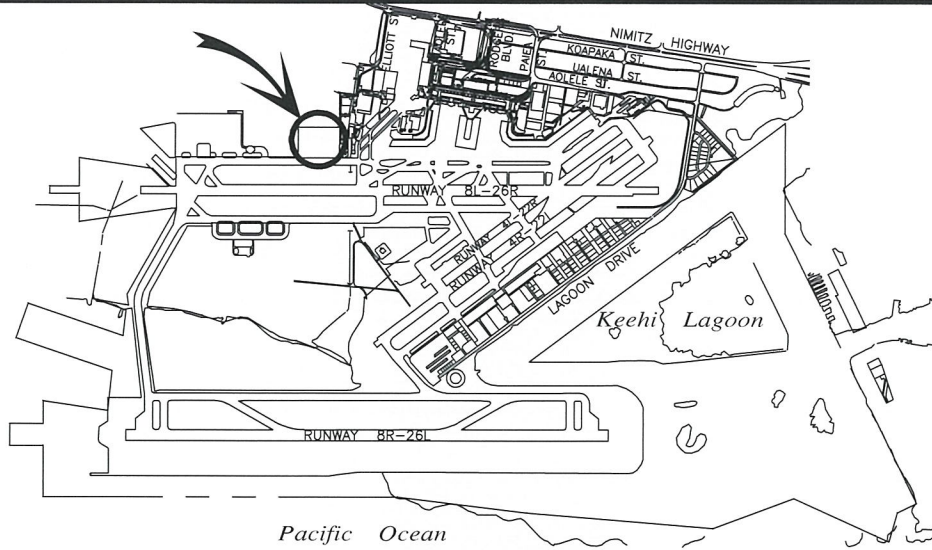 NIMITZ HIGHWAY
ELLIOTT ST
BLVD
PAIEA ST.
KOAPAKA ST.
UALENA ST.
AOLELE ST.
RUNWAY 8L-26R
RUNWAY 4L-22R
RUNWAY 4R-22L
LAGOON DRIVE
Keehi Lagoon
RUNWAY 8R-26L
Pacific Ocean